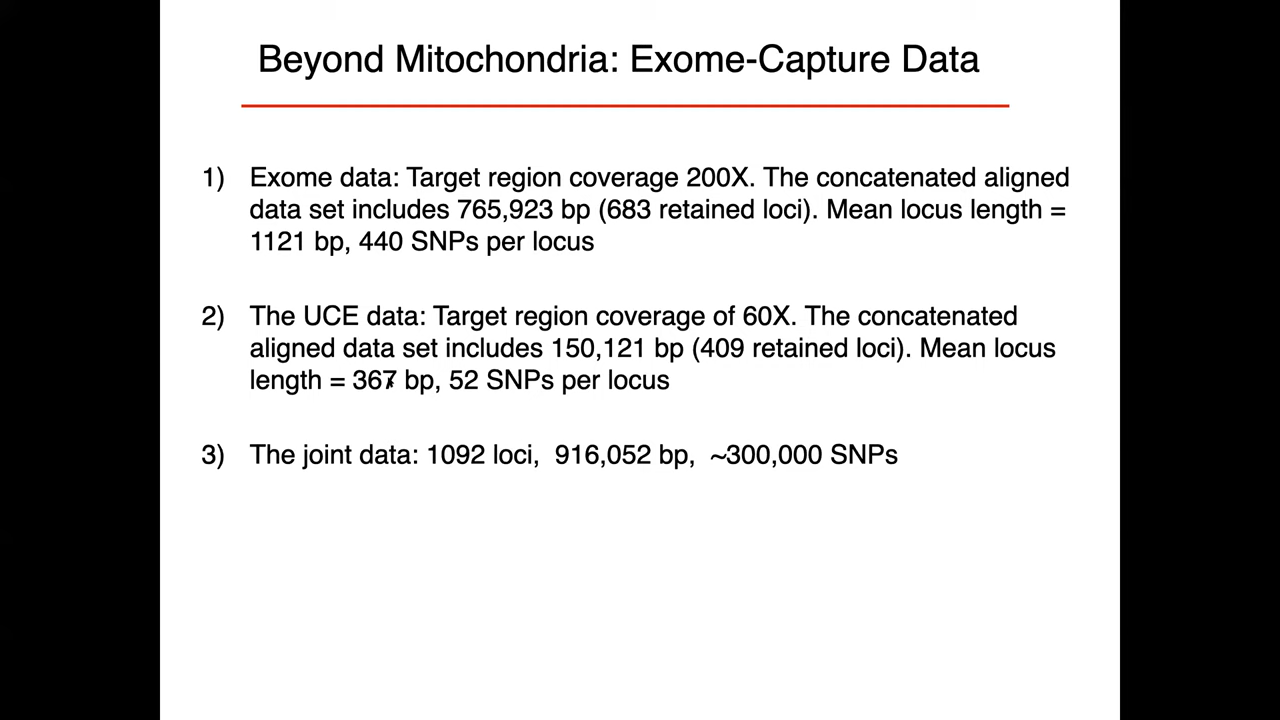 Beyond Mitochondria: Exome-Capture Data
1) Exome data: Target region coverage 200X. The concatenated aligned
data set includes 765,923 bp (683 retained loci). Mean locus length =
1121 bp, 440 SNPs per locus
2) The UCE data: Target region coverage of 60X. The concatenated
aligned data set includes 150,121 bp (409 retained loci). Mean locus
length = 367 bp, 52 SNPs per locus
3) The joint data: 1092 loci, 916,052 bp, ~300,000 SNPs